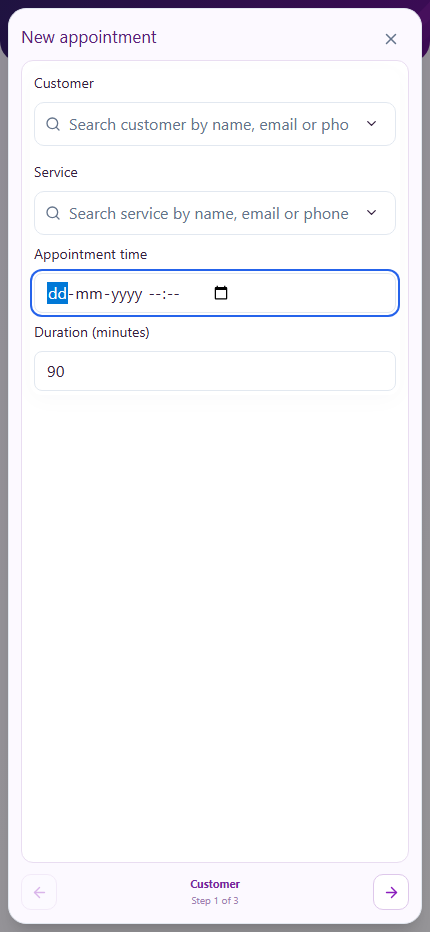 New appointment
Customer
Search customer by name, email or pho
Service
Search service by name, email or phone
Appointment time
dd-mm-yyyy --:--
Duration (minutes)
90
Customer
Step 1 of 3